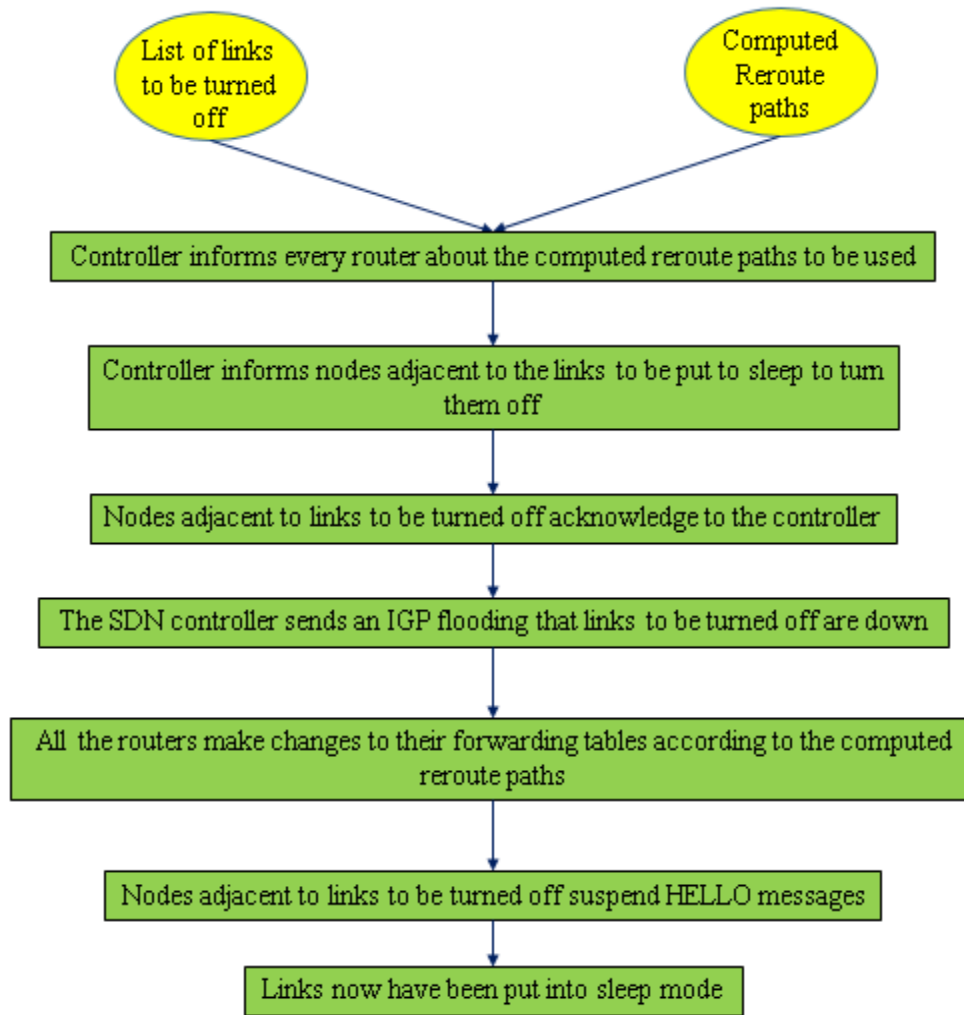 List of links
to be turned
off
Computed
Reroute
paths
Controller informs every router about the computed reroute paths to be used
Controller informs nodes adjacent to the links to be put to sleep to turn
them off
Nodes adjacent to links to be turned off acknowledge to the controller
The SDN controller sends an IGP flooding that links to be turned off are down
All the routers make changes to their forwarding tables according to the computed
reroute paths
Nodes adjacent to links to be turned off suspend HELLO messages
Links now have been put into sleep mode